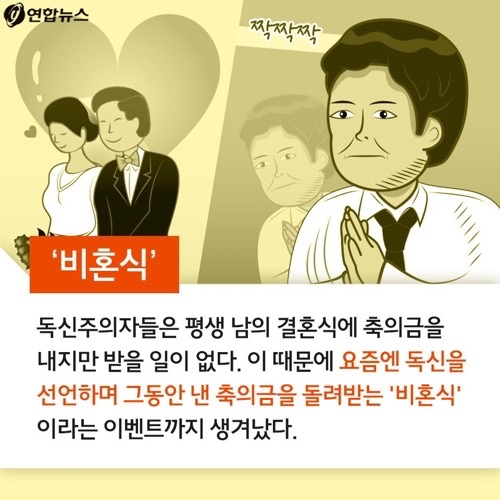 연합뉴스
짝짝짝
'비혼식'
독신주의자들은 평생 남의 결혼식에 축의금을
내지만 받을 일이 없다. 이 때문에 요즘엔 독신을
선언하며 그동안 낸 축의금을 돌려받는 '비혼식'
이라는 이벤트까지 생겨났다.